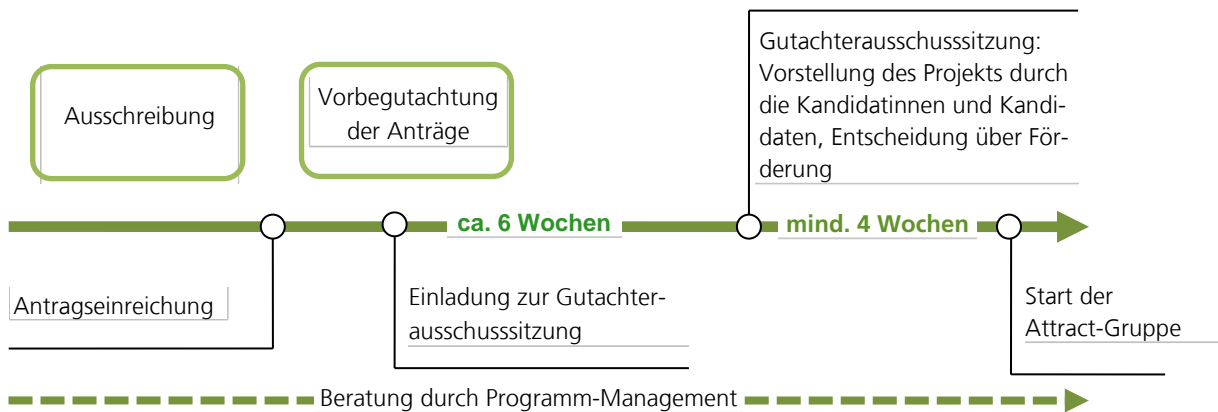 Ausschreibung
Vorbegutachtung
der Anträge
Gutachterausschusssitzung:
Vorstellung des Projekts durch
die Kandidatinnen und Kandi-
daten, Entscheidung über För-
derung
ca. 6 Wochen
mind. 4 Wochen
Antragseinreichung
Einladung zur Gutachter-
ausschusssitzung
Start der
Attract-Gruppe
Beratung durch Programm-Management